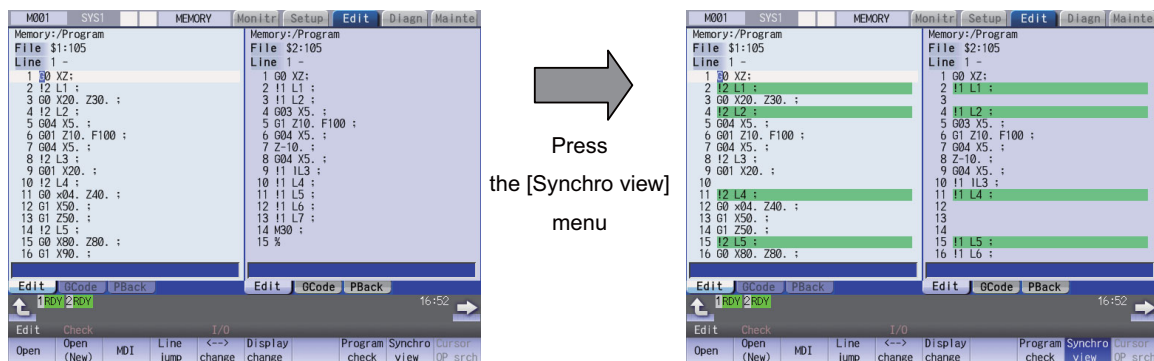 M001 SYS1 MEMORY Monitr Setup Edit Diagn Mainte
Memory:/Program
File $1:105
Line 1 -
1 G0 XZ;
2 !2 L1 ;
3 G0 X20. Z30. ;
4 !2 L2 ;
5 G04 X5. ;
6 G01 Z10. F100 ;
7 G04 X5. ;
8 !2 L3 ;
9 G01 X20. ;
10 !2 L4 ;
11 G0 x04. Z40. ;
12 G1 X50. ;
13 G1 Z50. ;
14 !2 L5 ;
15 G0 X80. Z80. ;
16 G1 X90. ;
Memory:/Program
File $2:105
Line 1 -
1 G0 XZ;
2 !1 L1 ;
3 !1 L2 ;
4 G03 X5. ;
5 G1 Z10. F100 ;
6 G04 X5. ;
7 Z-10. ;
8 G04 X5. ;
9 !1 IL3 ;
10 !1 L4 ;
11 !1 L5 ;
12 !1 L6 ;
13 !1 L7 ;
14 M30 ;
15 %
Edit GCode PBack Edit GCode PBack
1RDY 2RDY 16:52
Edit Check I/O
Open Open (New) MDI Line jump <--> change Display change Program check Synchro view Cursor OP srch
Press
the [Synchro view]
menu
M001 SYS1 MEMORY Monitr Setup Edit Diagn Mainte
Memory:/Program
File $1:105
Line 1 -
1 G0 XZ;
2 !2 L1 ;
3 G0 X20. Z30. ;
4 !2 L2 ;
5 G04 X5. ;
6 G01 Z10. F100 ;
7 G04 X5. ;
8 !2 L3 ;
9 G01 X20. ;
10
11 !2 L4 ;
12 G0 x04. Z40. ;
13 G1 X50. ;
14 G1 Z50. ;
15 !2 L5 ;
16 G0 X80. Z80. ;
Memory:/Program
File $2:105
Line 1 -
1 G0 XZ;
2 !1 L1 ;
3
4 !1 L2 ;
5 G03 X5. ;
6 G1 Z10. F100 ;
7 G04 X5. ;
8 Z-10. ;
9 G04 X5. ;
10 !1 IL3 ;
11 !1 L4 ;
12
13
14
15 !1 L5 ;
16 !1 L6 ;
Edit GCode PBack Edit GCode PBack
1RDY 2RDY 16:52
Edit Check I/O
Open Open (New) MDI Line jump <--> change Display change Program check Synchro view Cursor OP srch